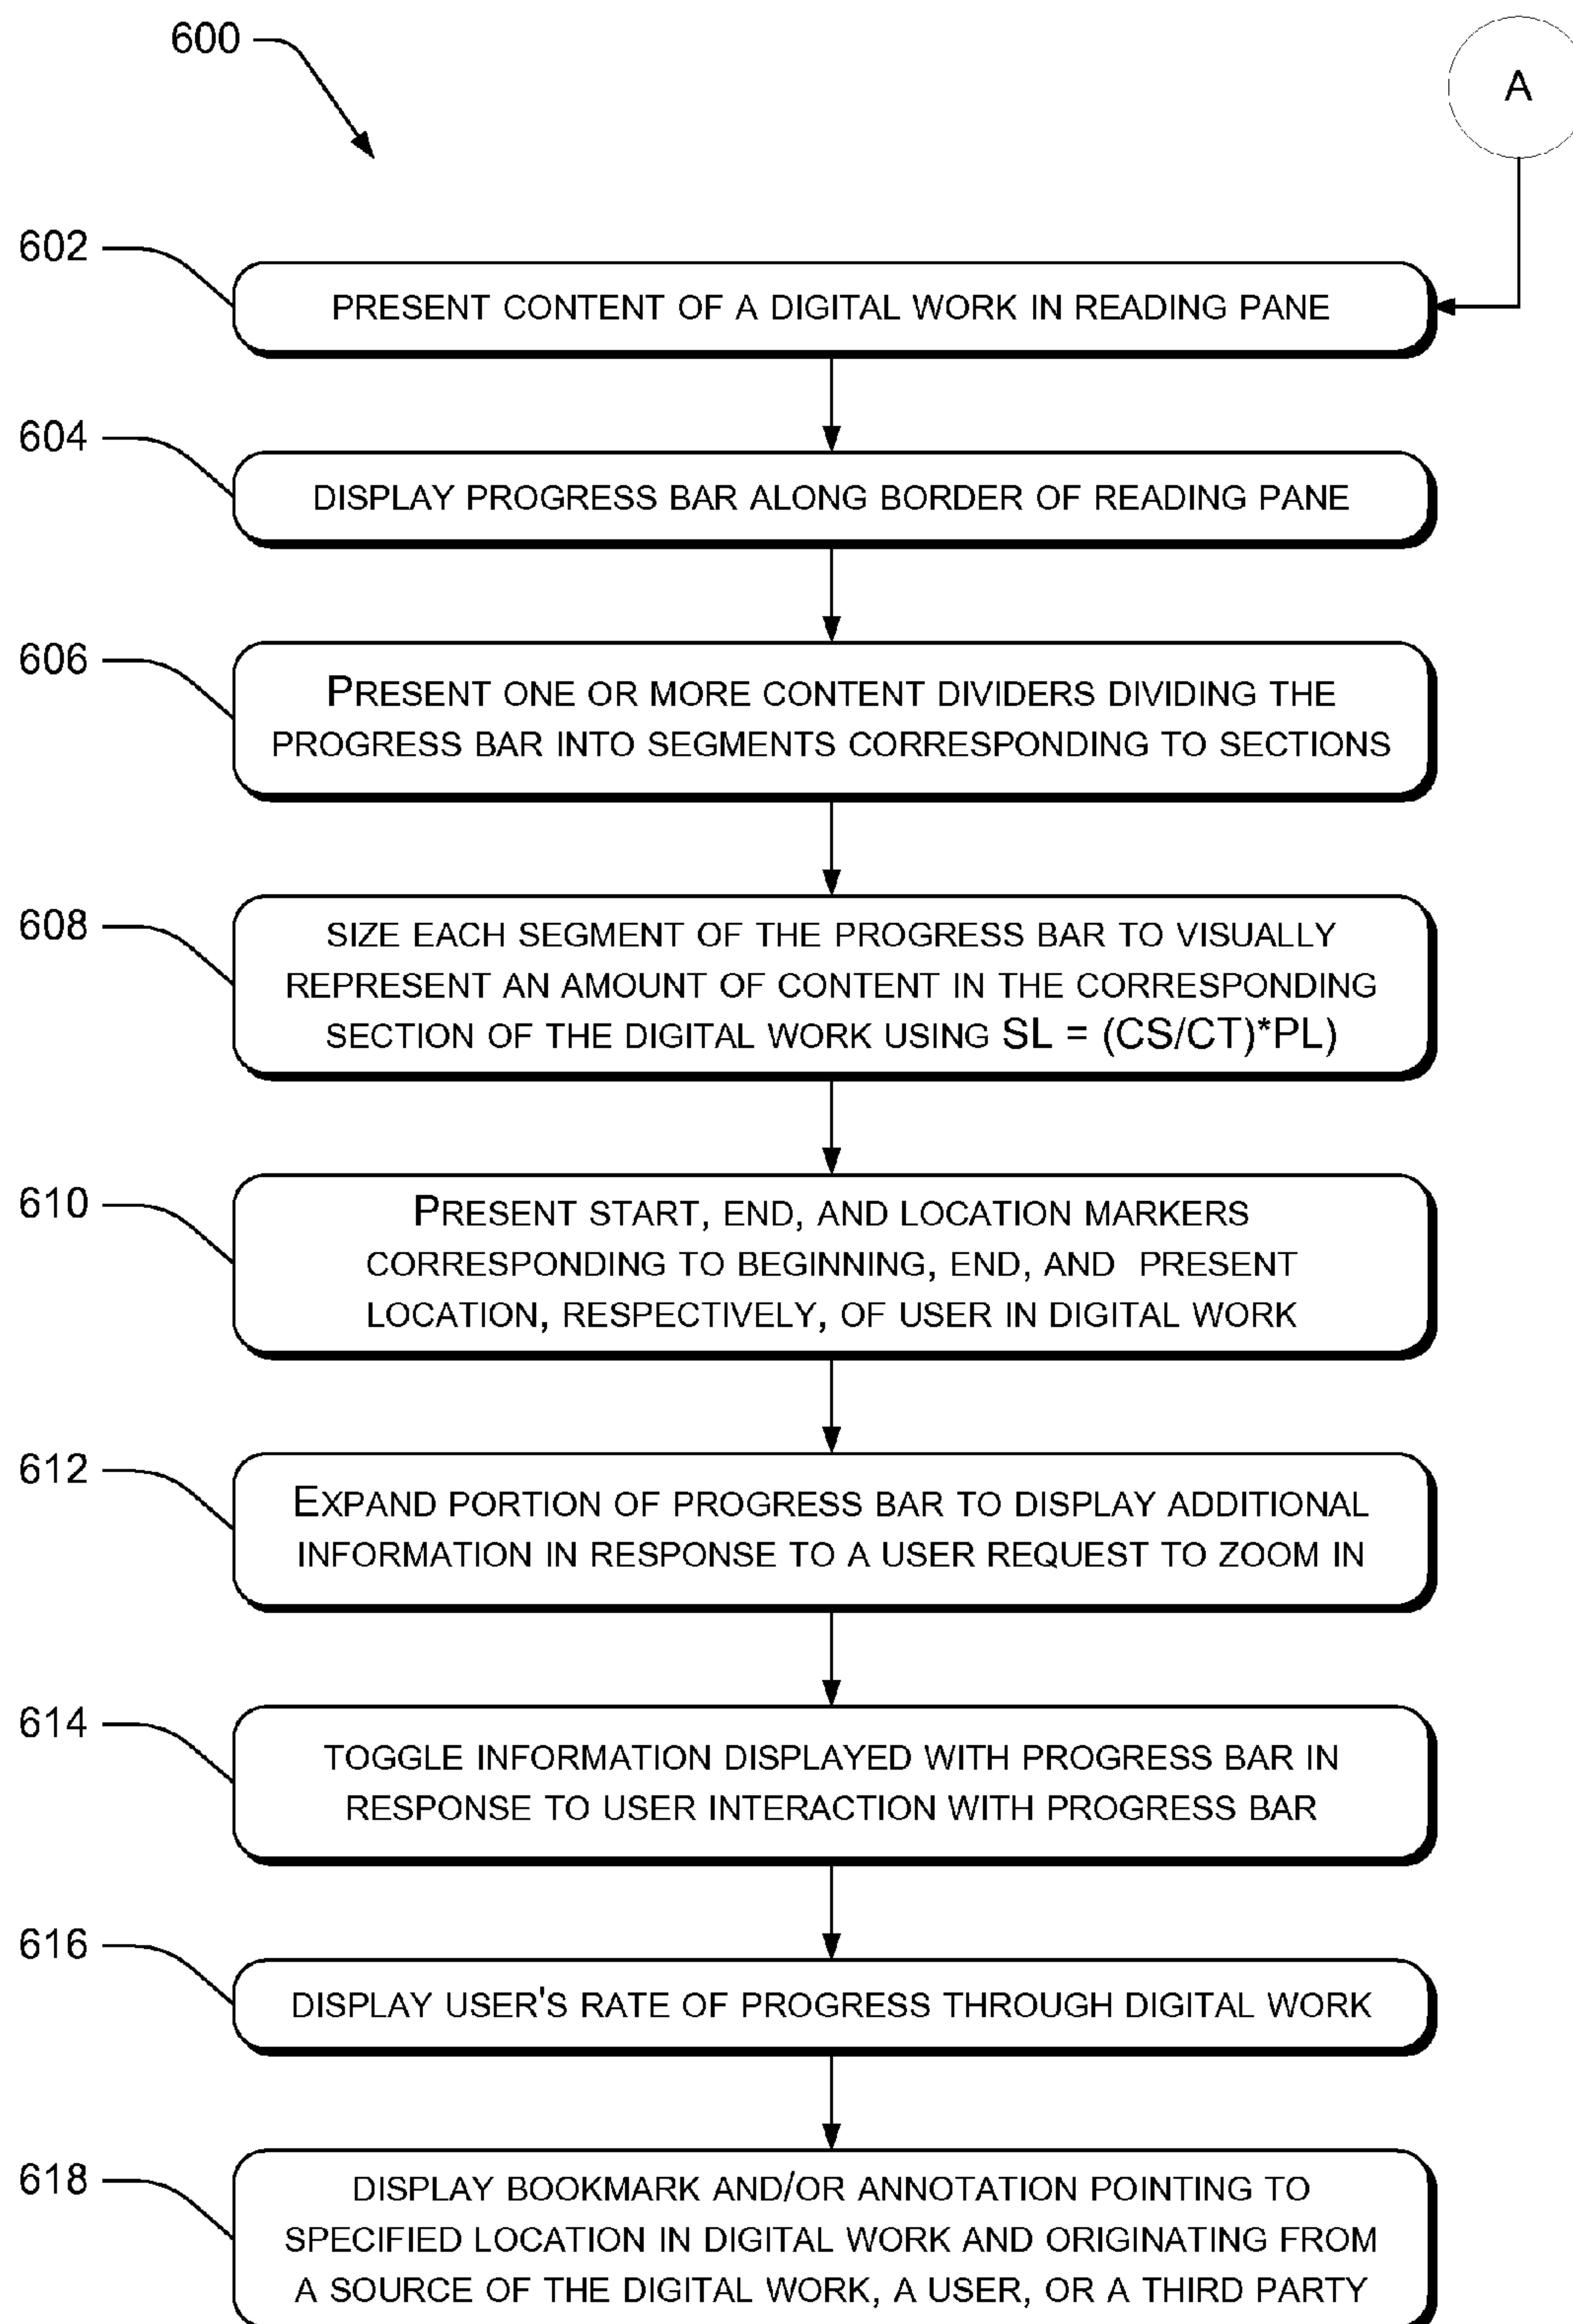 600
A
602
PRESENT CONTENT OF A DIGITAL WORK IN READING PANE
604
DISPLAY PROGRESS BAR ALONG BORDER OF READING PANE
606
PRESENT ONE OR MORE CONTENT DIVIDERS DIVIDING THE
PROGRESS BAR INTO SEGMENTS CORRESPONDING TO SECTIONS
608
SIZE EACH SEGMENT OF THE PROGRESS BAR TO VISUALLY
REPRESENT AN AMOUNT OF CONTENT IN THE CORRESPONDING
SECTION OF THE DIGITAL WORK USING SL = (CS/CT)*PL)
610
PRESENT START, END, AND LOCATION MARKERS
CORRESPONDING TO BEGINNING, END, AND PRESENT
LOCATION, RESPECTIVELY, OF USER IN DIGITAL WORK
612
EXPAND PORTION OF PROGRESS BAR TO DISPLAY ADDITIONAL
INFORMATION IN RESPONSE TO A USER REQUEST TO ZOOM IN
614
TOGGLE INFORMATION DISPLAYED WITH PROGRESS BAR IN
RESPONSE TO USER INTERACTION WITH PROGRESS BAR
616
DISPLAY USER'S RATE OF PROGRESS THROUGH DIGITAL WORK
618
DISPLAY BOOKMARK AND/OR ANNOTATION POINTING TO
SPECIFIED LOCATION IN DIGITAL WORK AND ORIGINATING FROM
A SOURCE OF THE DIGITAL WORK, A USER, OR A THIRD PARTY